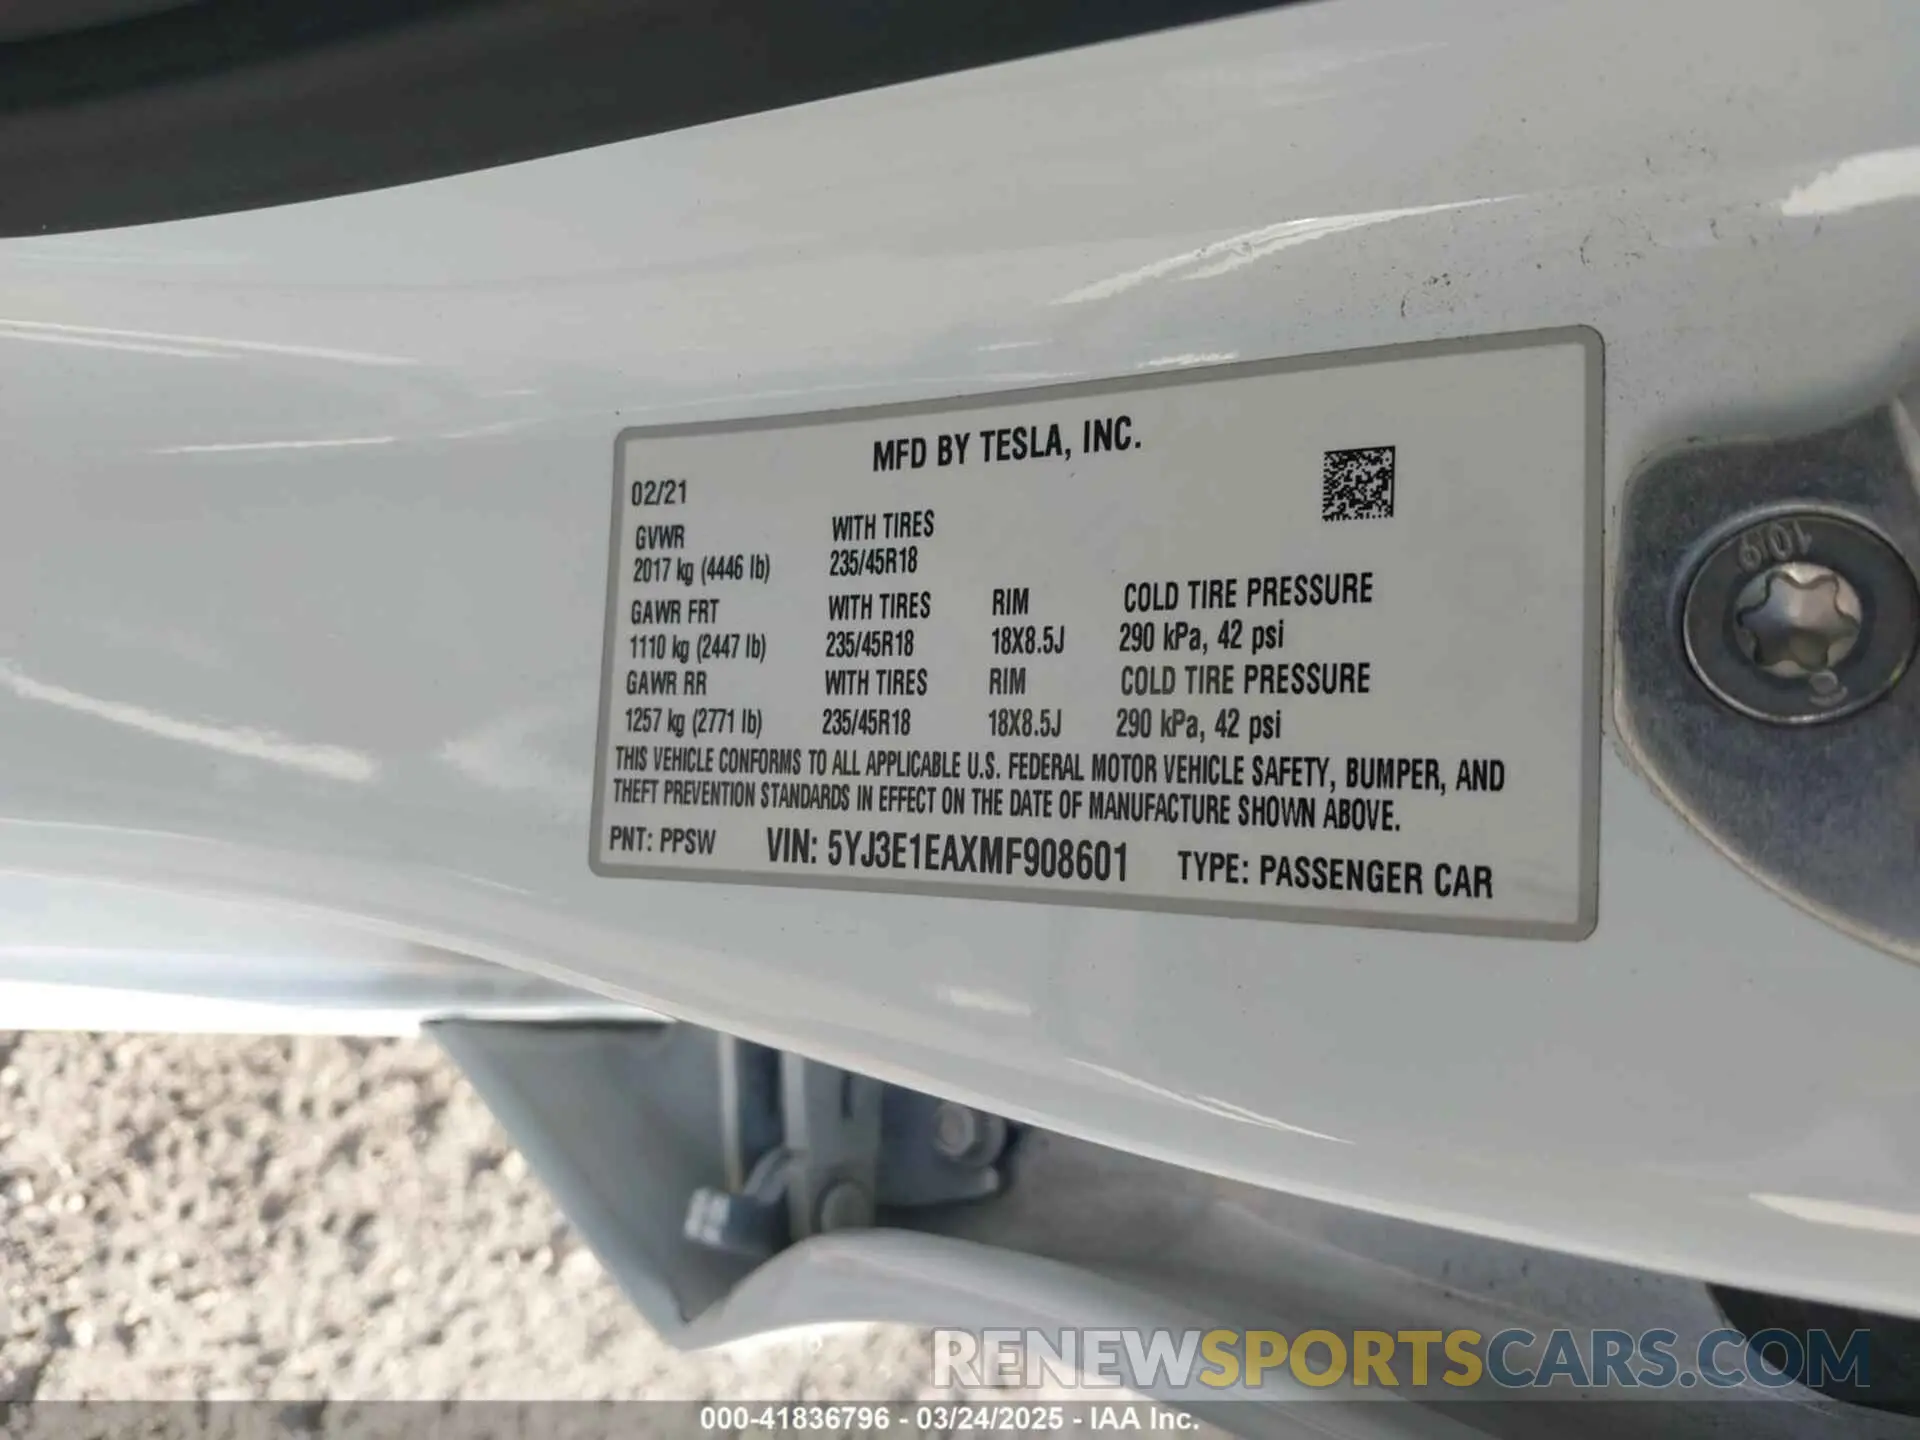 MFD BY TESLA, INC.
02/21
GVWR WITH TIRES
2017 kg (4446 lb) 235/45R18
GAWR FRT WITH TIRES RIM COLD TIRE PRESSURE
1110 kg (2447 lb) 235/45R18 18X8.5J 290 kPa, 42 psi
GAWR RR WITH TIRES RIM COLD TIRE PRESSURE
1257 kg (2771 lb) 235/45R18 18X8.5J 290 kPa, 42 psi
THIS VEHICLE CONFORMS TO ALL APPLICABLE U.S. FEDERAL MOTOR VEHICLE SAFETY, BUMPER, AND
THEFT PREVENTION STANDARDS IN EFFECT ON THE DATE OF MANUFACTURE SHOWN ABOVE.
PNT: PPSW VIN: 5YJ3E1EAXMF908601 TYPE: PASSENGER CAR
10.9
RENEWSPORTSCARS.COM
000-41836796 - 03/24/2025 - IAA Inc.